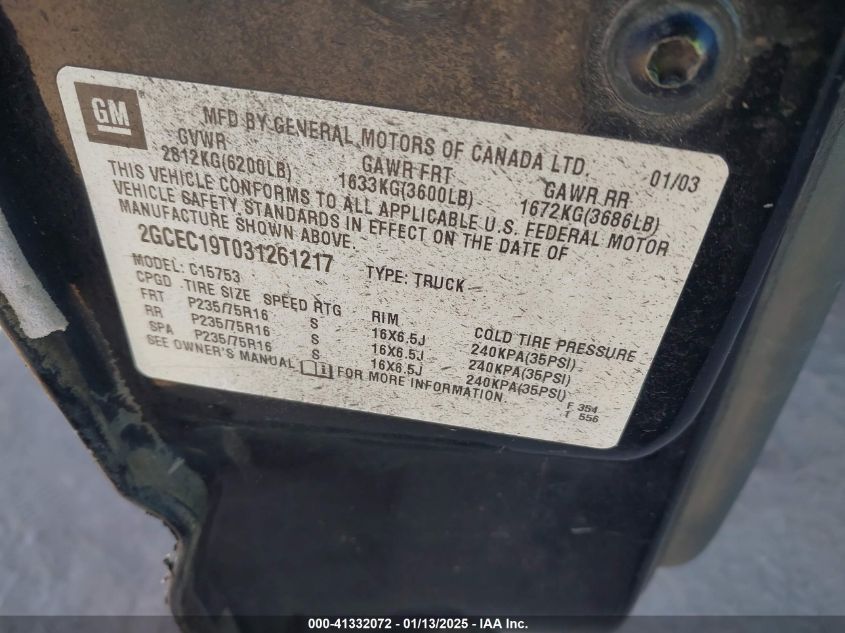 GM
MFD BY GENERAL MOTORS OF CANADA LTD. 01/03
GVWR GAWR FRT GAWR RR
2812KG(6200LB) 1633KG(3600LB) 1672KG(3686LB)
THIS VEHICLE CONFORMS TO ALL APPLICABLE U.S. FEDERAL MOTOR
VEHICLE SAFETY STANDARDS IN EFFECT ON THE DATE OF
MANUFACTURE SHOWN ABOVE.
2GCEC19T031261217 TYPE: TRUCK
MODEL: C15753
CPGD TIRE SIZE SPEED RTG RIM COLD TIRE PRESSURE
FRT P235/75R16 S 16X6.5J 240KPA(35PSI)
RR P235/75R16 S 16X6.5J 240KPA(35PSI)
SPA P235/75R16 S 16X6.5J 240KPA(35PSI)
SEE OWNER'S MANUAL FOR MORE INFORMATION.
F 354
T 556
000-41332072 / 01/13/2025 - IAA Inc.